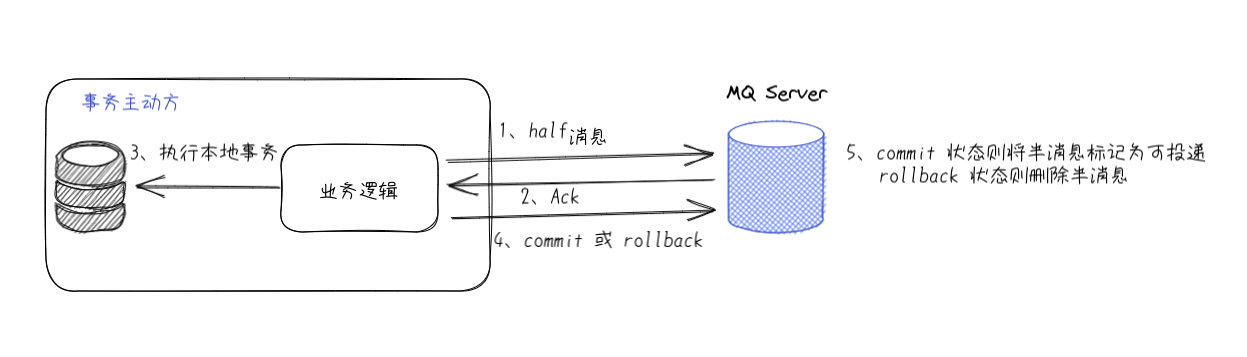 事务主动方
MQ Server
1、half消息
3、执行本地事务
业务逻辑
2、Ack
4、commit 或 rollback
5、commit 状态则将半消息标记为可投递
rollback 状态则删除半消息